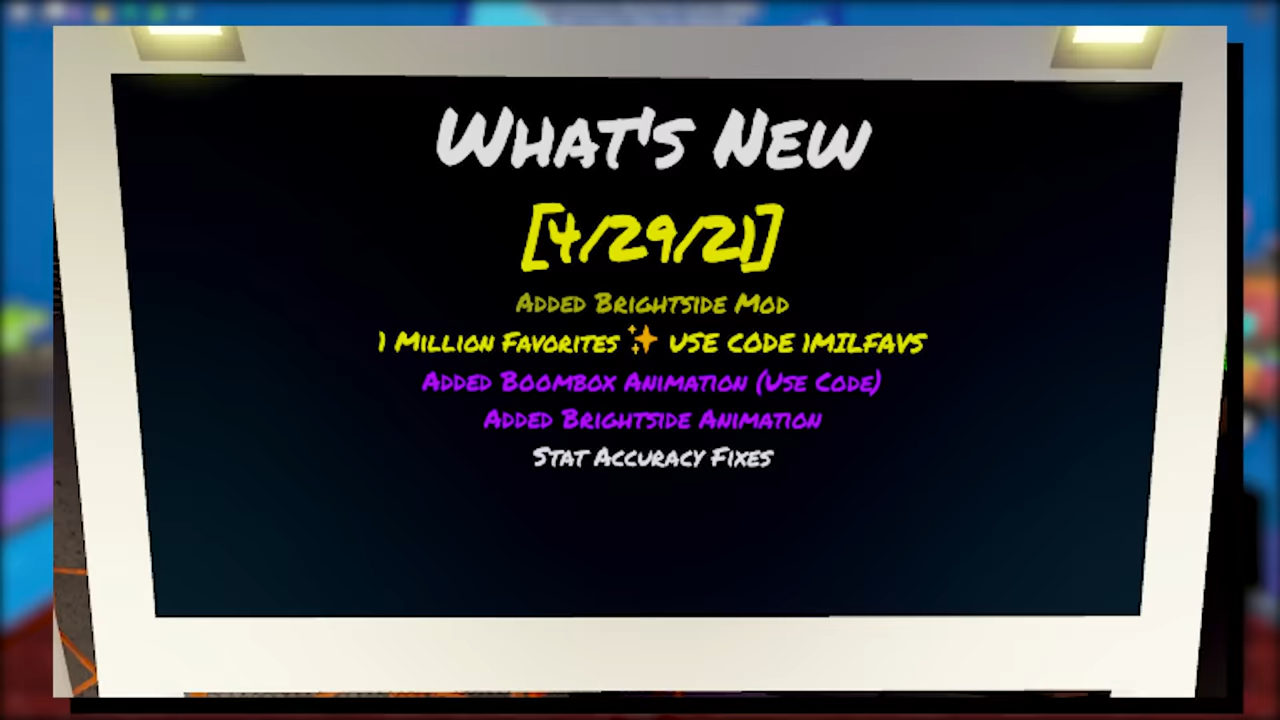 What's New
[4/29/21]
Added Brightside Mod
1 Million Favorites ✨ USE CODE 1MILFAVS
Added Boombox Animation (Use Code)
Added Brightside Animation
Stat Accuracy Fixes